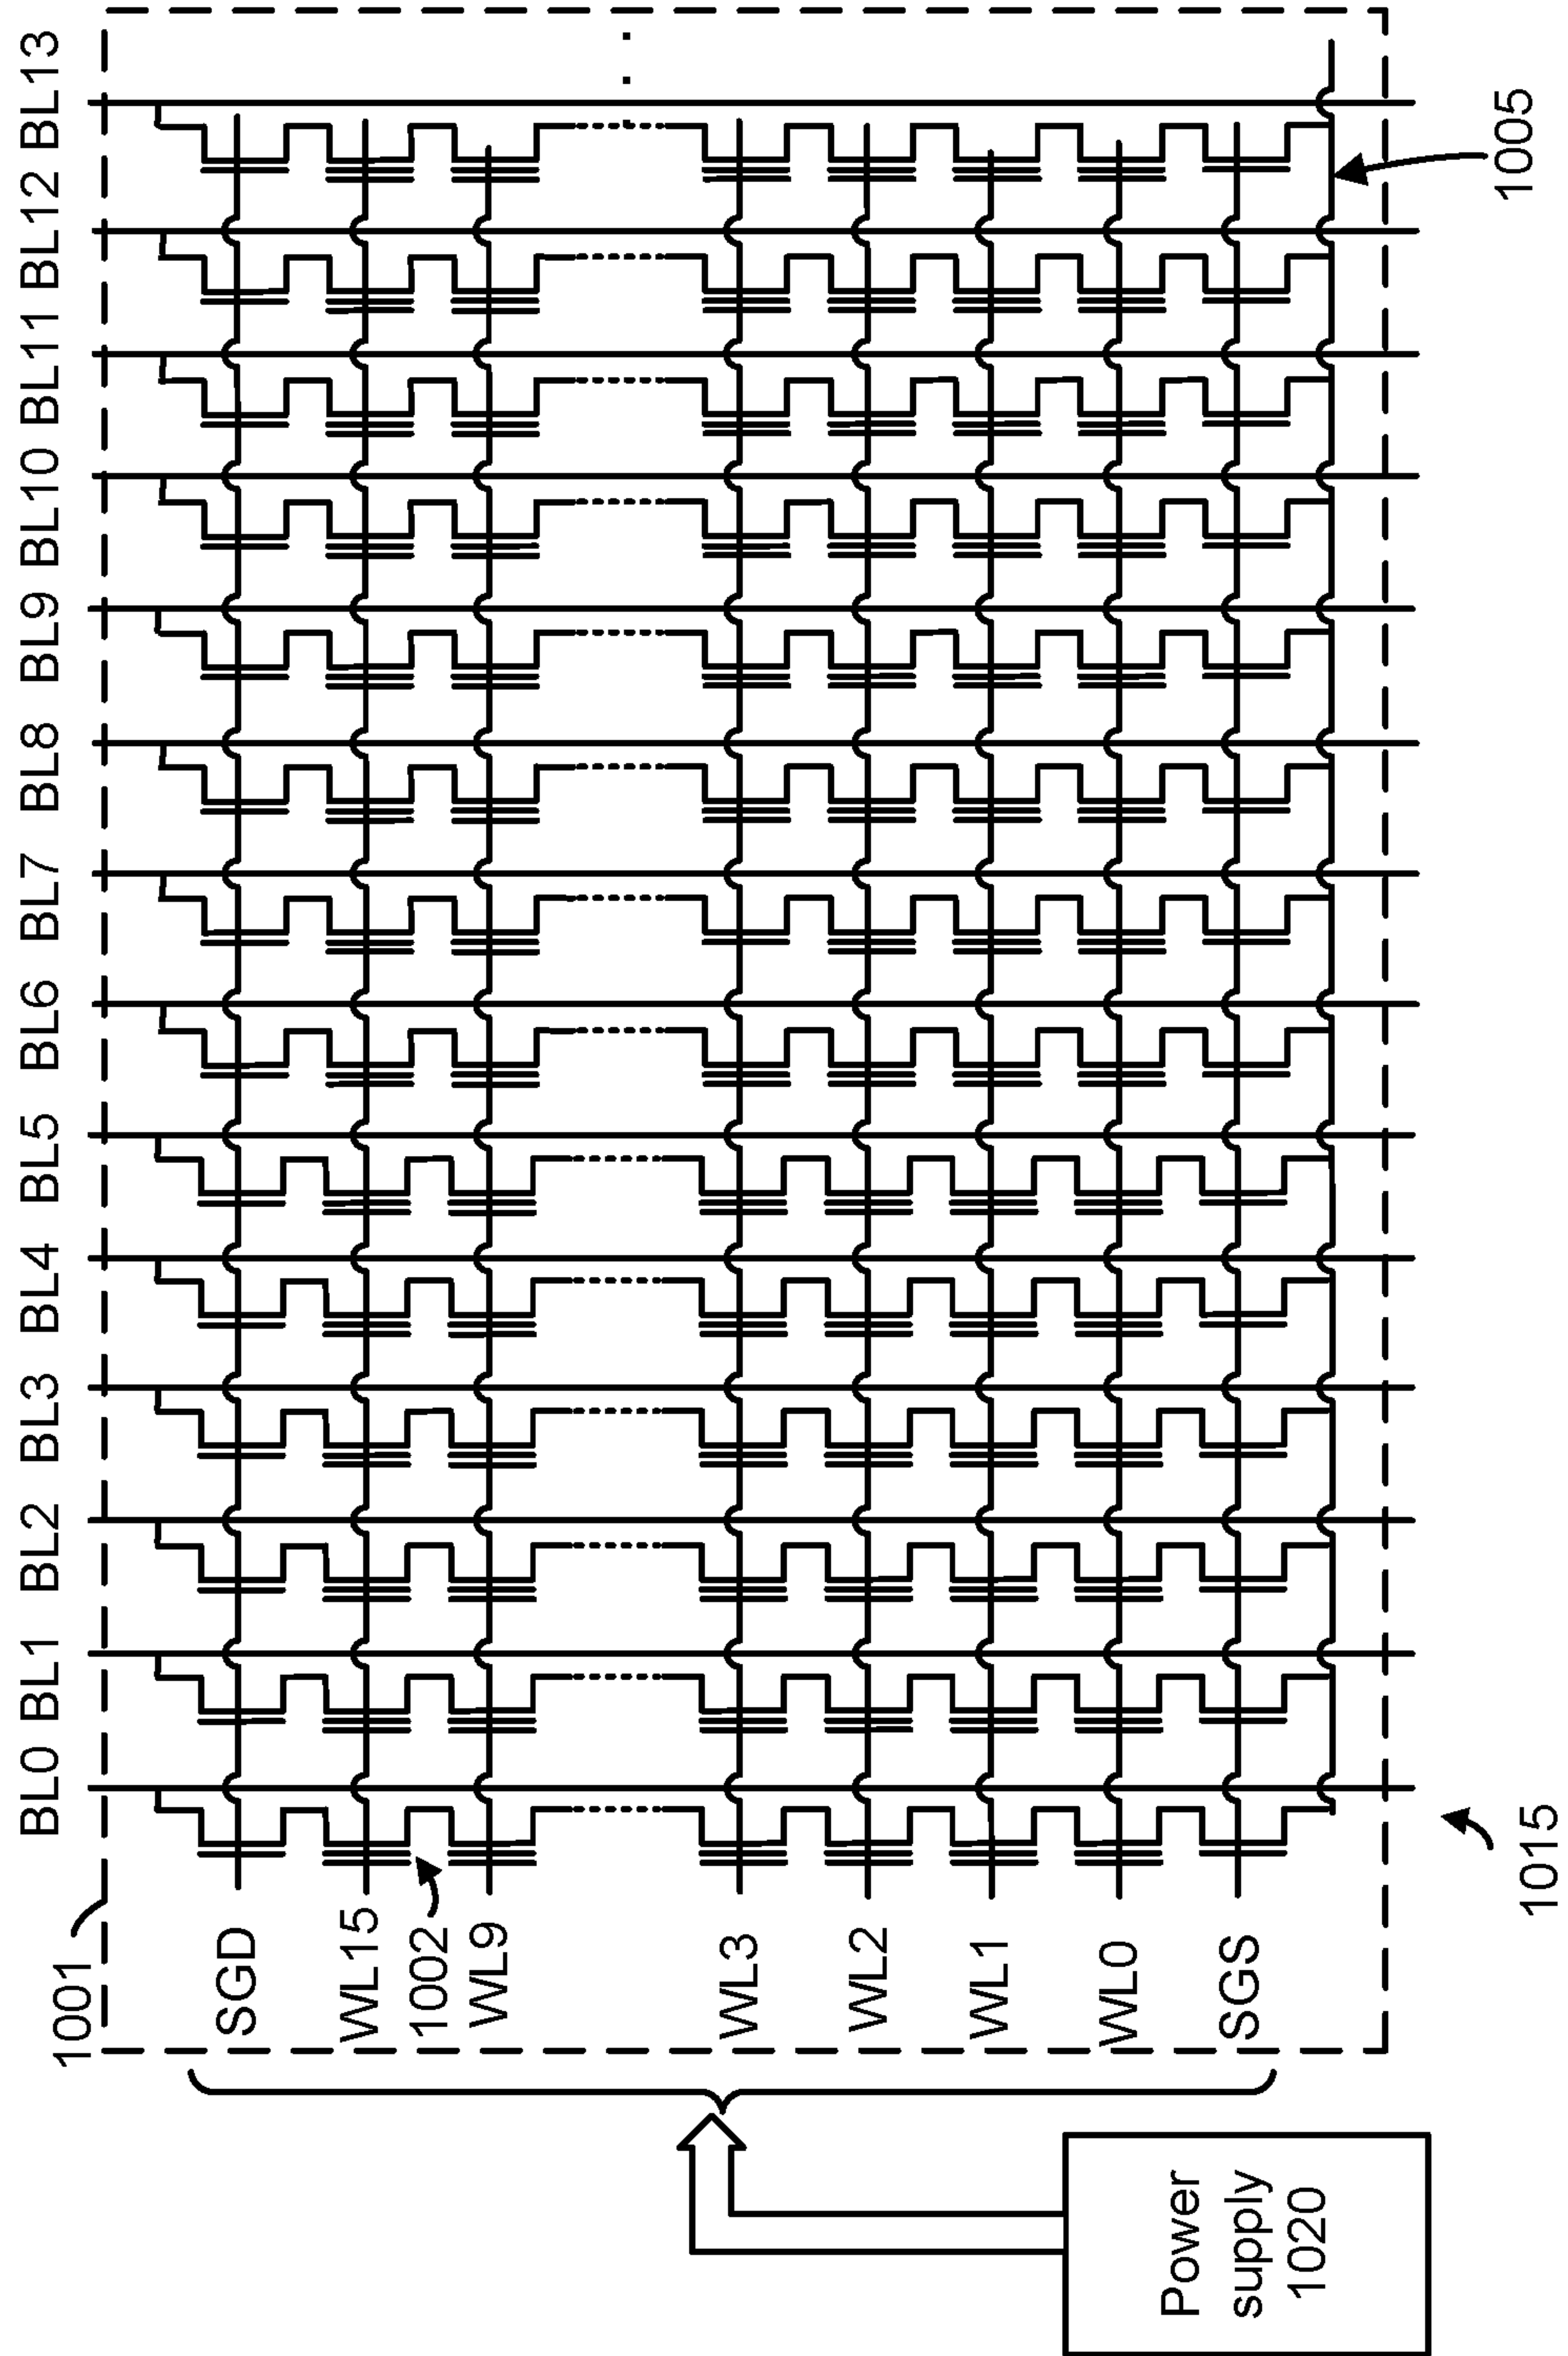 BL0
BL1
BL2
BL3
BL4
BL5
BL6
BL7
BL8
BL9
BL10
BL11
BL12
BL13
1001
SGD
WL15
1002
WL9
WL3
WL2
WL1
WL0
SGS
1005
1015
Power
supply
1020